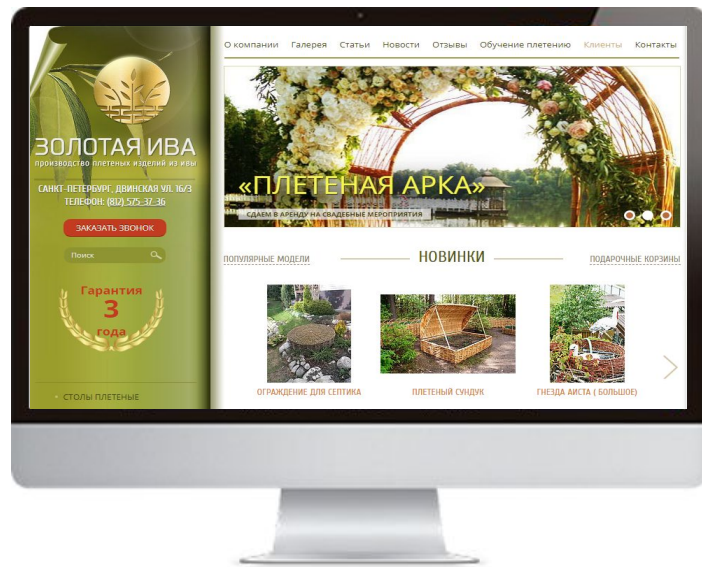 О компании Галерея Статьи Новости Отзывы Обучение плетению Клиенты Контакты
ЗОЛОТАЯ ИВА
производство плетеных изделий из ивы
САНКТ-ПЕТЕРБУРГ, ДВИНСКАЯ УЛ. 16/3
ТЕЛЕФОН: (812) 575-37-36
ЗАКАЗАТЬ ЗВОНОК
Поиск
Гарантия
3
года
СТОЛЫ ПЛЕТЕНЫЕ
«ПЛЕТЕНАЯ АРКА»
СДАЕМ В АРЕНДУ НА СВАДЕБНЫЕ МЕРОПРИЯТИЯ
ПОПУЛЯРНЫЕ МОДЕЛИ НОВИНКИ ПОДАРОЧНЫЕ КОРЗИНЫ
ОГРАЖДЕНИЕ ДЛЯ СЕПТИКА ПЛЕТЕНЫЙ СУНДУК ГНЕЗДА АИСТА ( БОЛЬШОЕ)